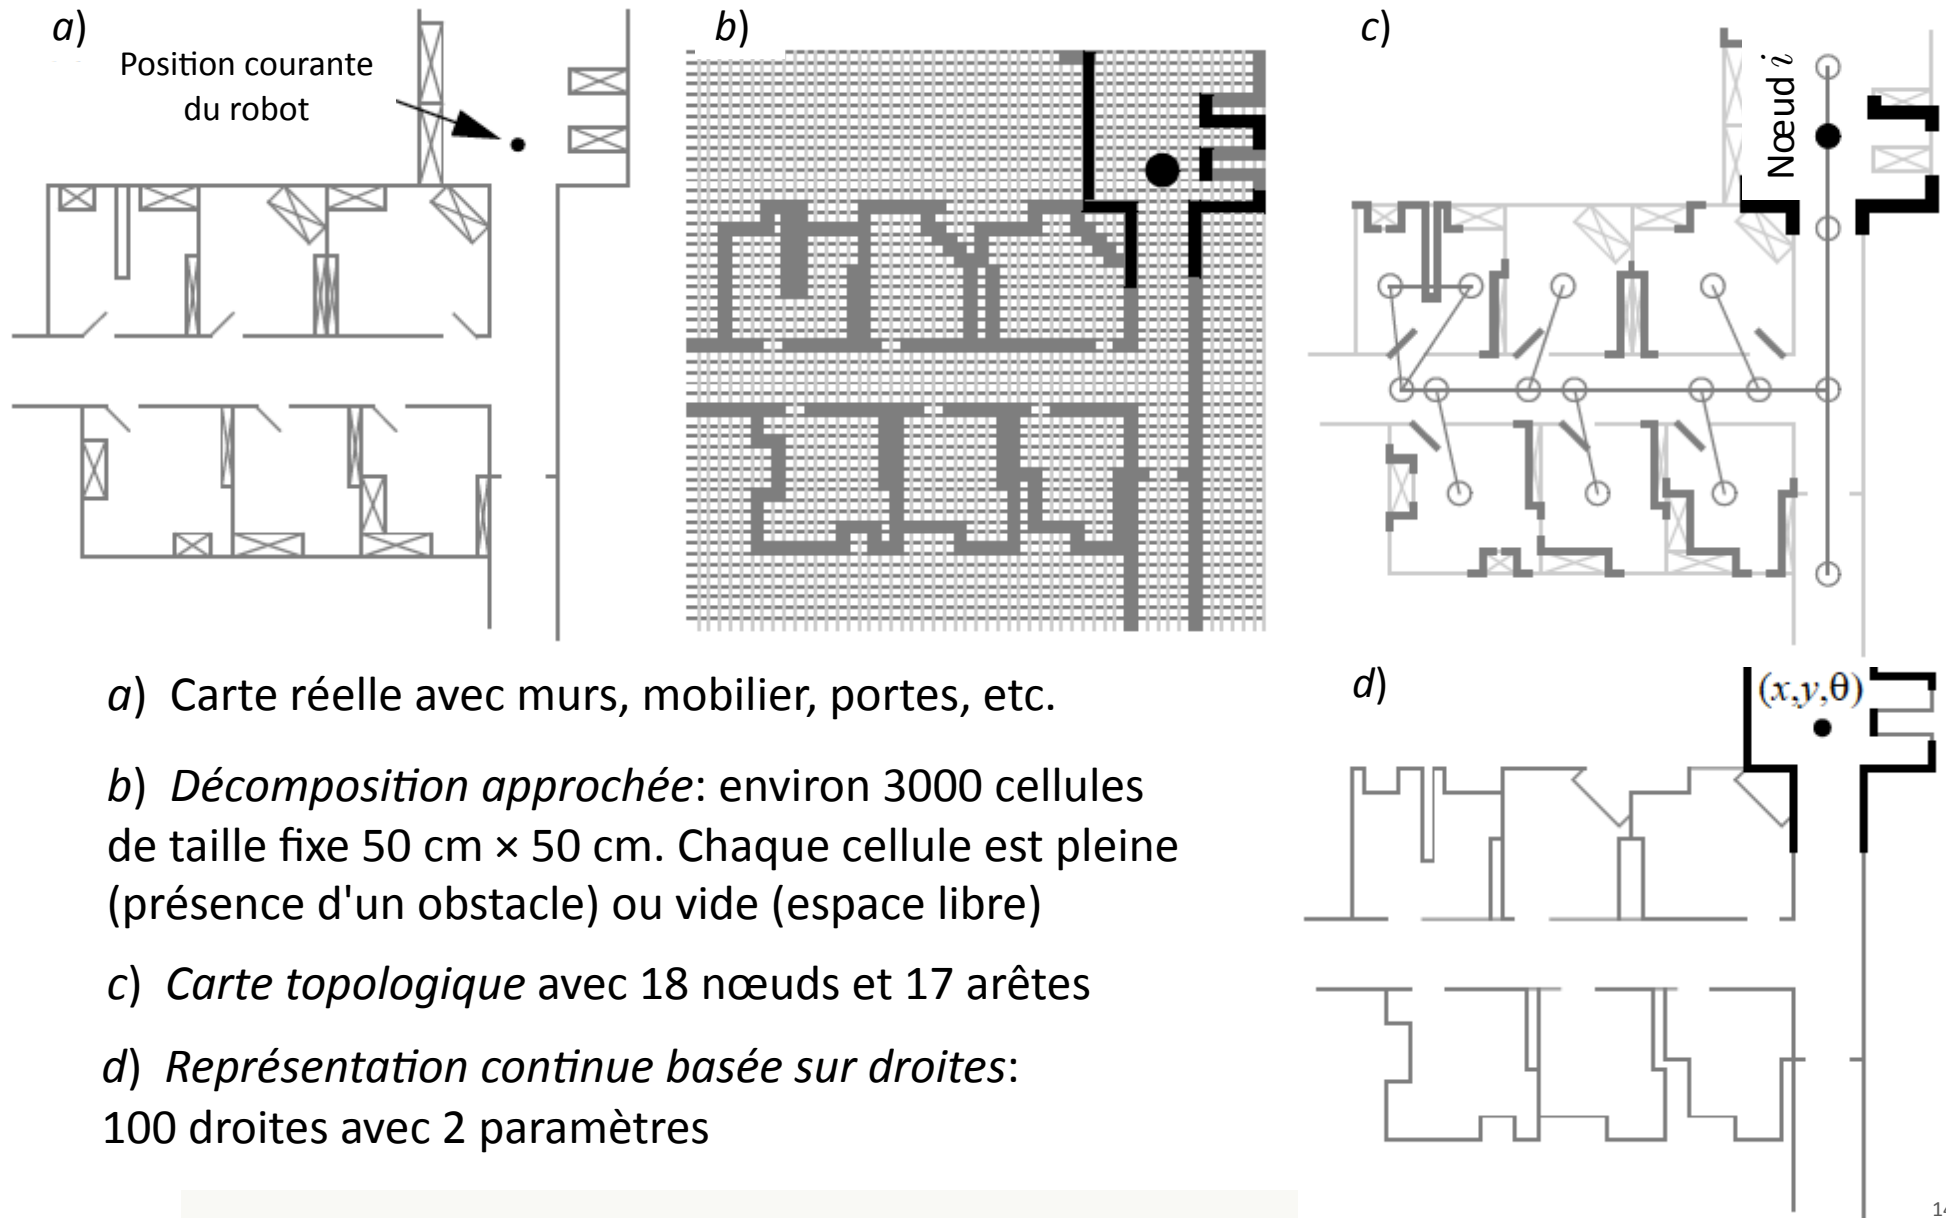 a)
Position courante
du robot
b)
c)
Nœud i
a) Carte réelle avec murs, mobilier, portes, etc.
b) Décomposition approchée: environ 3000 cellules
de taille fixe 50 cm × 50 cm. Chaque cellule est pleine
(présence d'un obstacle) ou vide (espace libre)
c) Carte topologique avec 18 nœuds et 17 arêtes
d) Représentation continue basée sur droites:
100 droites avec 2 paramètres
d)
(x,y,θ)